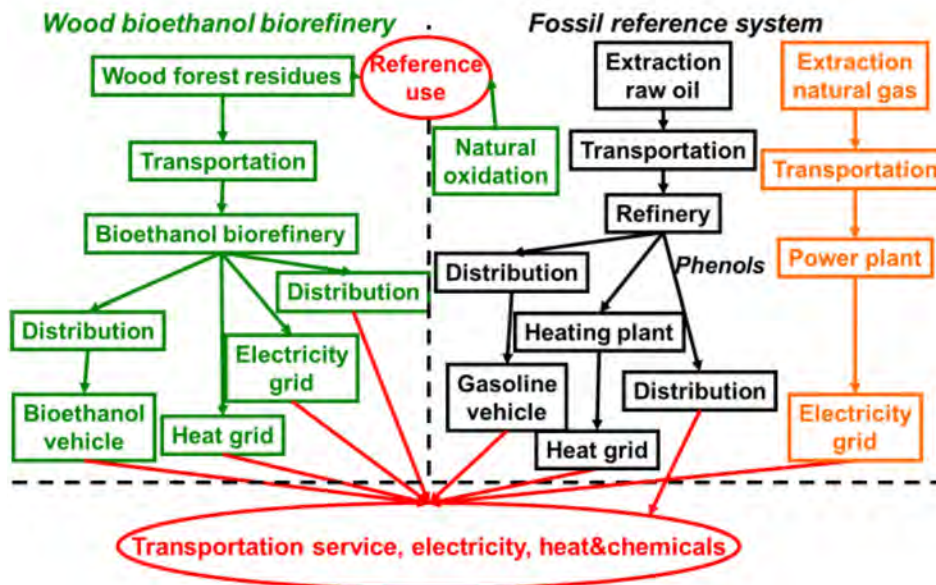 Wood bioethanol biorefinery
Fossil reference system
Wood forest residues
Reference
use
Extraction
raw oil
Extraction
natural gas
Transportation
Natural
oxidation
Transportation
Transportation
Bioethanol biorefinery
Refinery
Distribution
Distribution
Phenols
Power plant
Distribution
Electricity
grid
Heating plant
Bioethanol
vehicle
Heat grid
Gasoline
vehicle
Distribution
Heat grid
Electricity
grid
Transportation service, electricity, heat&chemicals